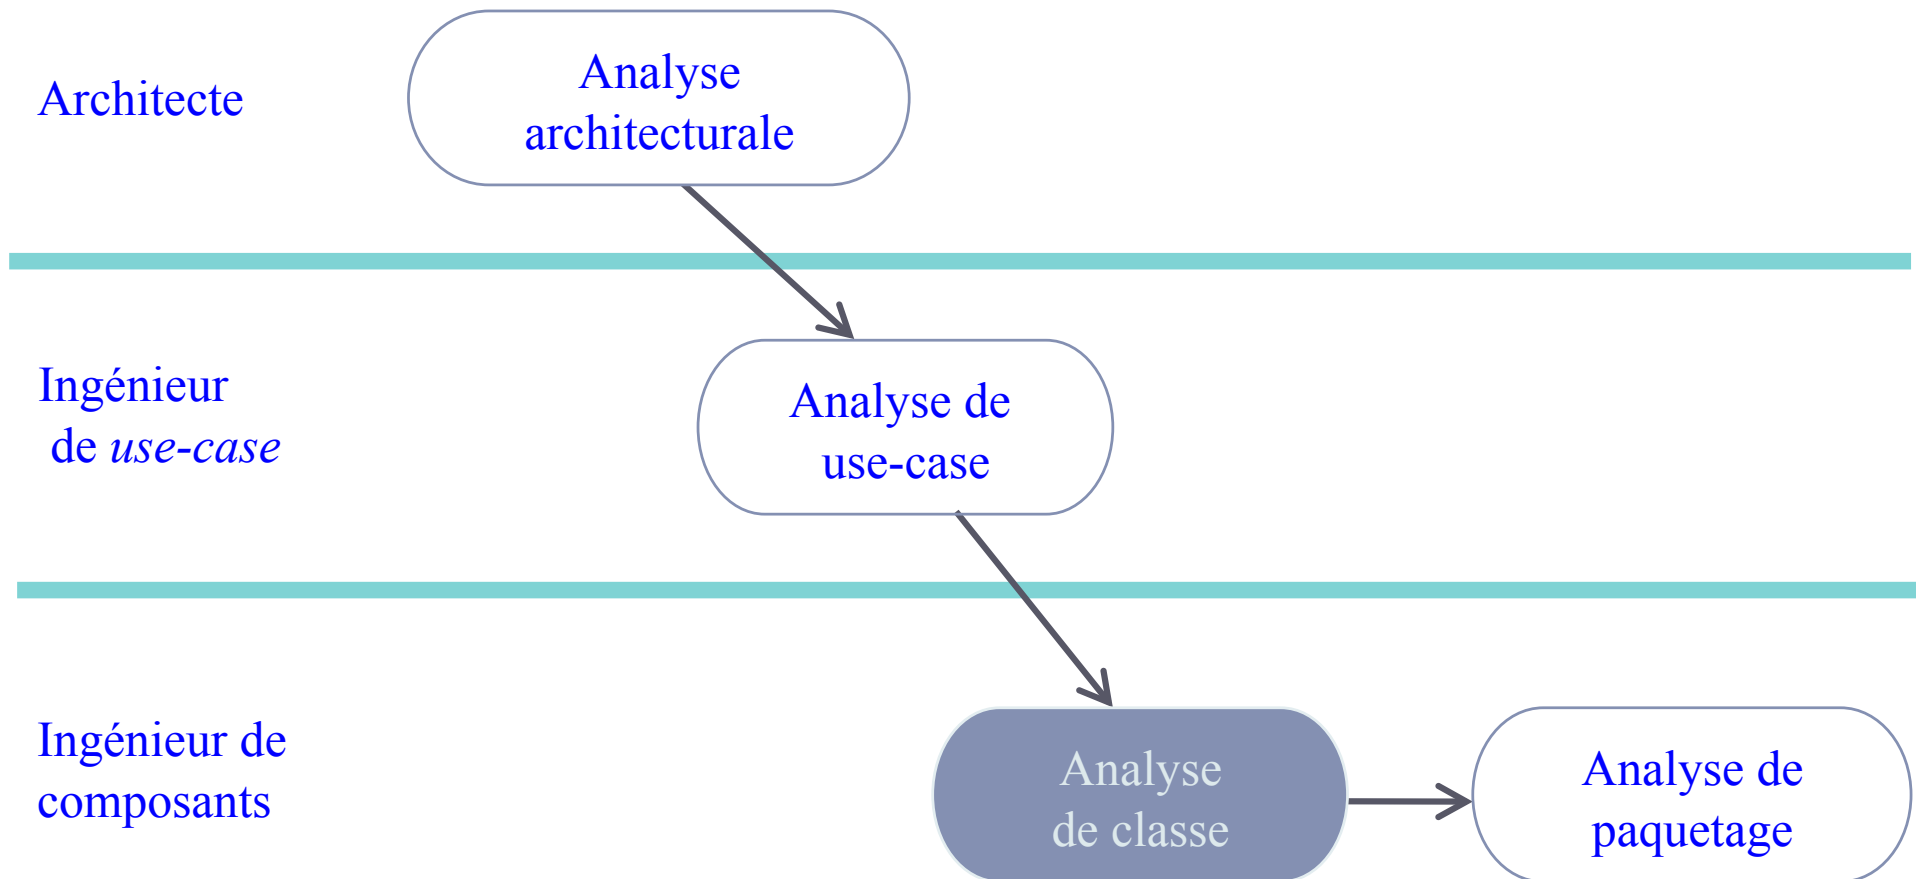 Architecte
Analyse
architecturale
Ingénieur
de use-case
Analyse de
use-case
Ingénieur de
composants
Analyse
de classe
Analyse de
paquetage